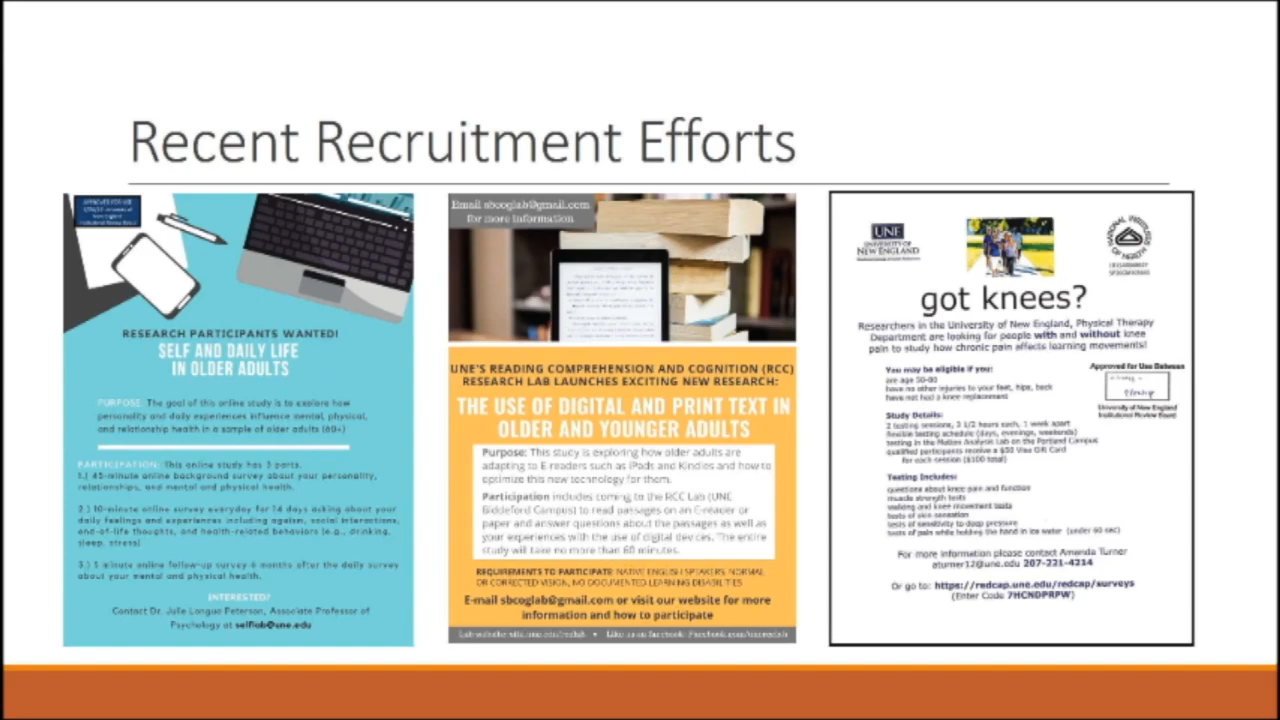 Recent Recruitment Efforts
RESEARCH PARTICIPANTS WANTED!
SELF AND DAILY LIFE
IN OLDER ADULTS
PURPOSE: The goal of this online study is to explore how
personality and daily experiences influence mental, physical,
and relationship health in a sample of older adults (60+)
PARTICIPATION: This online study has 3 parts.
1.) 45-minute online background survey about your personality,
relationships, and mental and physical health.
2.) 10-minute online survey everyday for 14 days asking about your
daily feelings and experiences including ageism, social interactions,
end-of-life thoughts, and health-related behaviors (e.g., drinking,
sleep, stress)
3.) 5 minute online follow-up survey 6 months after the daily survey
about your mental and physical health.
INTERESTED?
Contact Dr. Julie Longua Peterson, Associate Professor of
Psychology at selflab@une.edu
Email sbcoglab@gmail.com
for more information
UNE'S READING COMPREHENSION AND COGNITION (RCC)
RESEARCH LAB LAUNCHES EXCITING NEW RESEARCH:
THE USE OF DIGITAL AND PRINT TEXT IN
OLDER AND YOUNGER ADULTS
Purpose: This study is exploring how older adults are
adapting to E-readers such as iPads and Kindles and how to
optimize this new technology for them.
Participation includes coming to the RCC Lab (UNE
Biddeford Campus) to read passages on an E-reader or
paper and answer questions about the passages as well as
your experiences with the use of digital devices. The entire
study will take no more than 60 minutes.
REQUIREMENTS TO PARTICIPATE: NATIVE ENGLISH SPEAKERS, NORMAL
OR CORRECTED VISION, NO DOCUMENTED LEARNING DISABILITIES
E-mail sbcoglab@gmail.com or visit our website for more
information and how to participate
UNE
UNIVERSITY OF
NEW ENGLAND
NATIONAL INSTITUTES OF HEALTH
got knees?
Researchers in the University of New England, Physical Therapy
Department are looking for people with and without knee
pain to study how chronic pain affects learning movements!
Approved for Use Between
University of New England
Institutional Review Board
You may be eligible if you:
are age 50-80
have no other injuries to your feet, hips, back
have not had a knee replacement
Study Details:
2 testing sessions, 3 1/2 hours each, 1 week apart
flexible testing schedule (days, evenings, weekends)
testing in the Motion Analysis Lab on the Portland Campus
qualified participants receive a $50 Visa Gift Card
for each session ($100 total)
Testing Includes:
questions about knee pain and function
muscle strength tests
walking and knee movement tests
tests of skin sensation
tests of sensitivity to deep pressure
tests of pain while holding the hand in ice water (under 60 sec)
For more information please contact Amanda Turner
aturner12@une.edu 207-221-4214
Or go to: https://redcap.une.edu/redcap/surveys
(Enter Code 7HCNDPRPW)